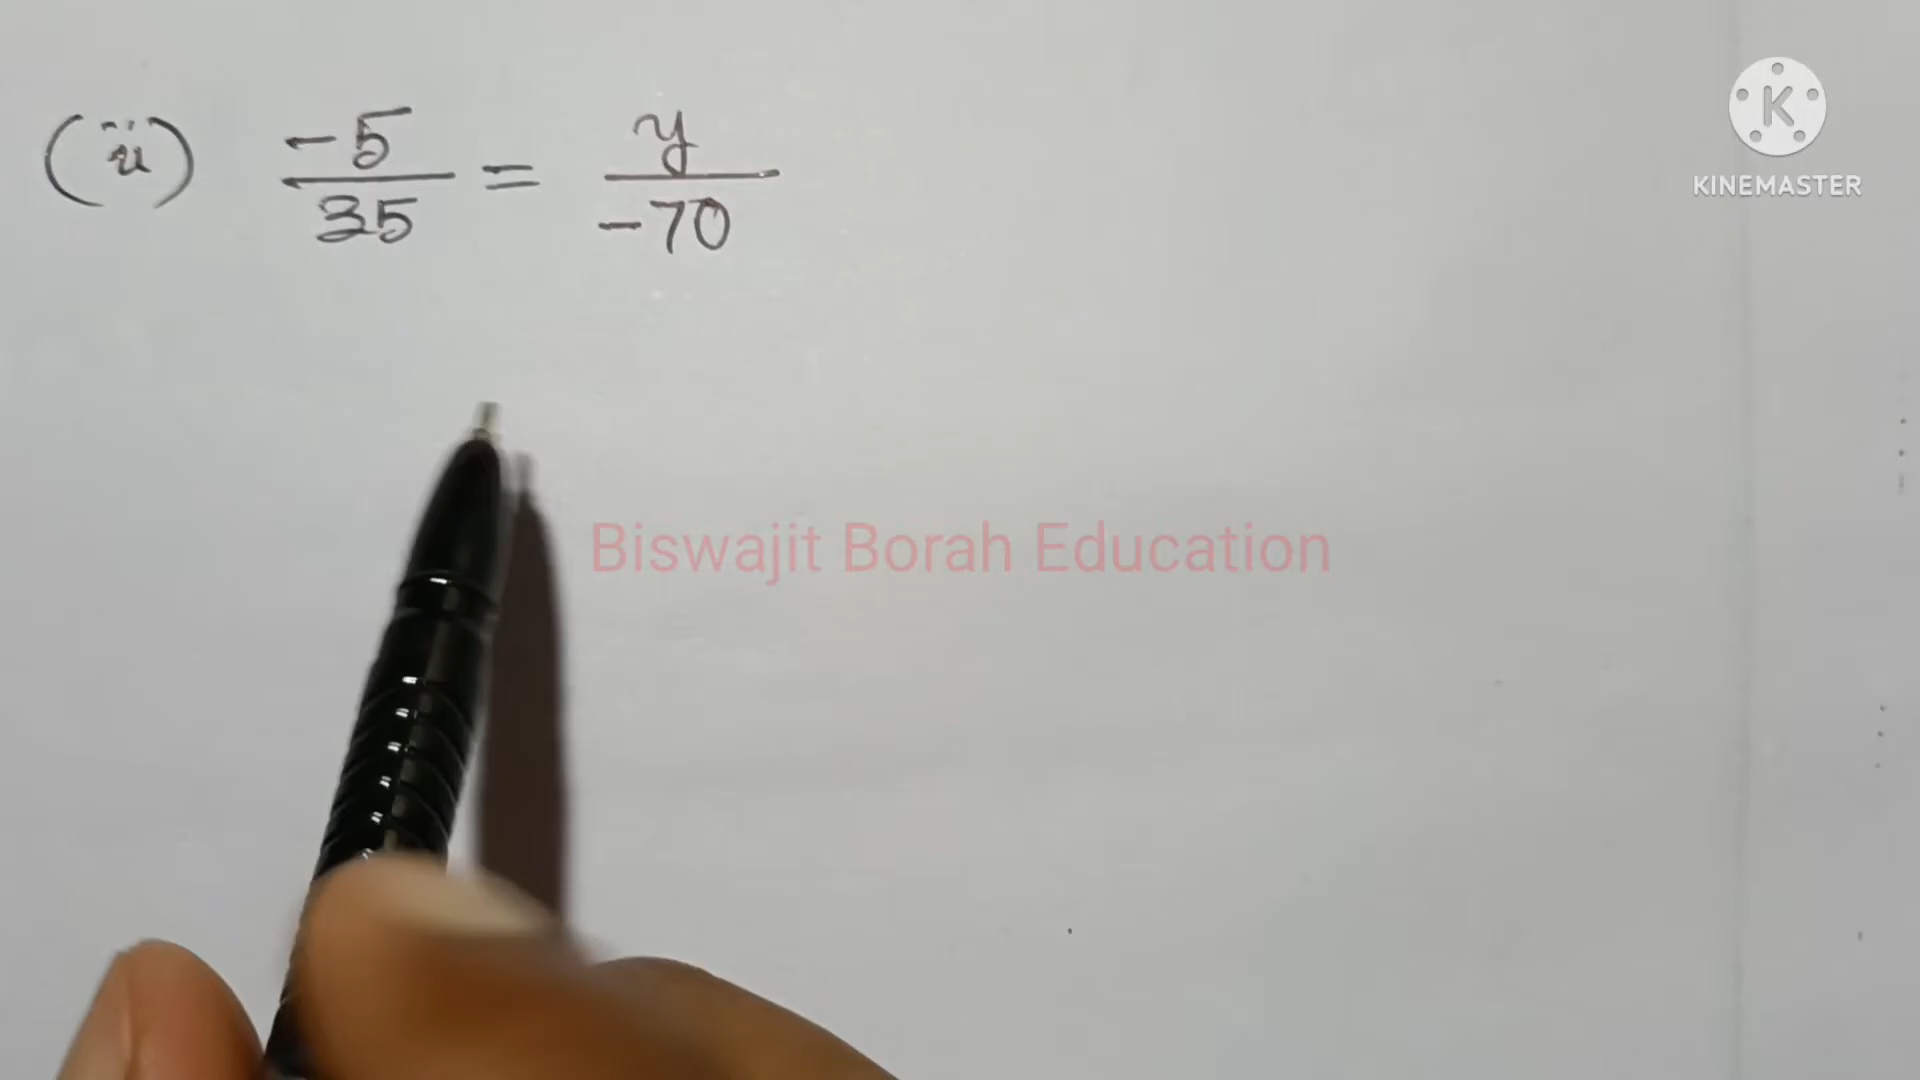 (ii) -5/35 = y/-70
KINEMASTER
Biswajit Borah Education